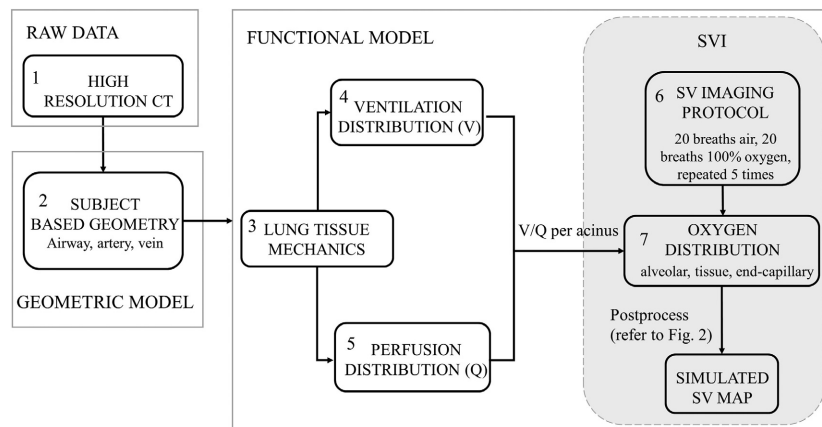 RAW DATA
1
HIGH
RESOLUTION CT
2
SUBJECT
BASED GEOMETRY
Airway, artery, vein
GEOMETRIC MODEL
FUNCTIONAL MODEL
3
LUNG TISSUE
MECHANICS
4
VENTILATION
DISTRIBUTION (V)
5
PERFUSION
DISTRIBUTION (Q)
V/Q per acinus
SVI
6
SV IMAGING
PROTOCOL
20 breaths air, 20
breaths 100% oxygen,
repeated 5 times
7
OXYGEN
DISTRIBUTION
alveolar, tissue, end-capillary
Postprocess
(refer to Fig. 2)
SIMULATED
SV MAP